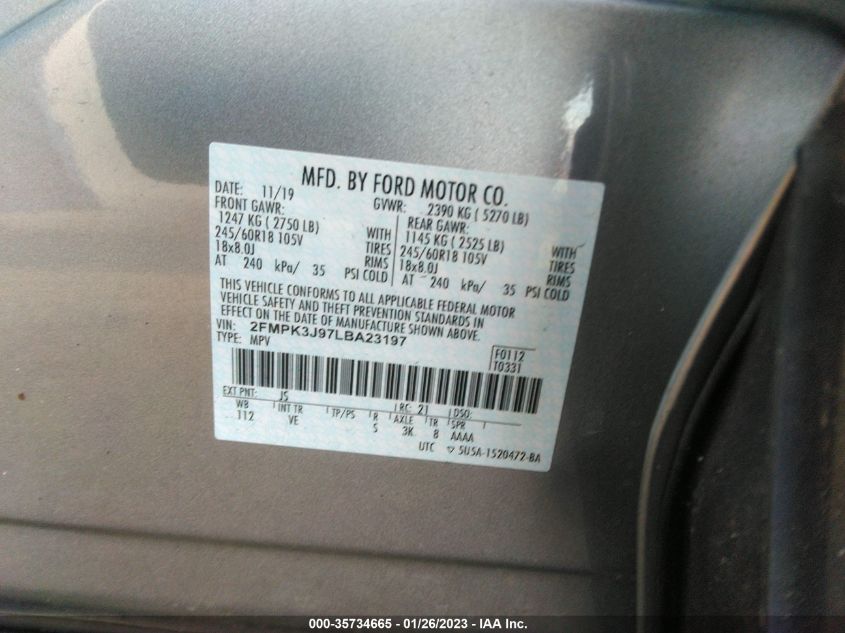 MFD. BY FORD MOTOR CO.
DATE: 11/19 GVWR: 2390 KG ( 5270 LB)
FRONT GAWR: REAR GAWR:
1247 KG ( 2750 LB) WITH 1145 KG ( 2525 LB) WITH
245/60R18 105V TIRES 245/60R18 105V TIRES
18x8.0J RIMS 18x8.0J RIMS
AT 240 kPa/ 35 PSI COLD AT 240 kPa/ 35 PSI COLD
THIS VEHICLE CONFORMS TO ALL APPLICABLE FEDERAL MOTOR
VEHICLE SAFETY AND THEFT PREVENTION STANDARDS IN
EFFECT ON THE DATE OF MANUFACTURE SHOWN ABOVE.
VIN: 2FMPK3J97LBA23197
TYPE: MPV F0112
T0331
EXT PNT: JS RC: 21 DSO:
WB INT TR TP/PS R AXLE TR SPR
112 VE S 3K 8 AAAA
UTC ▽ 5U5A-1520472-BA
000-35734665 - 01/26/2023 - IAA Inc.